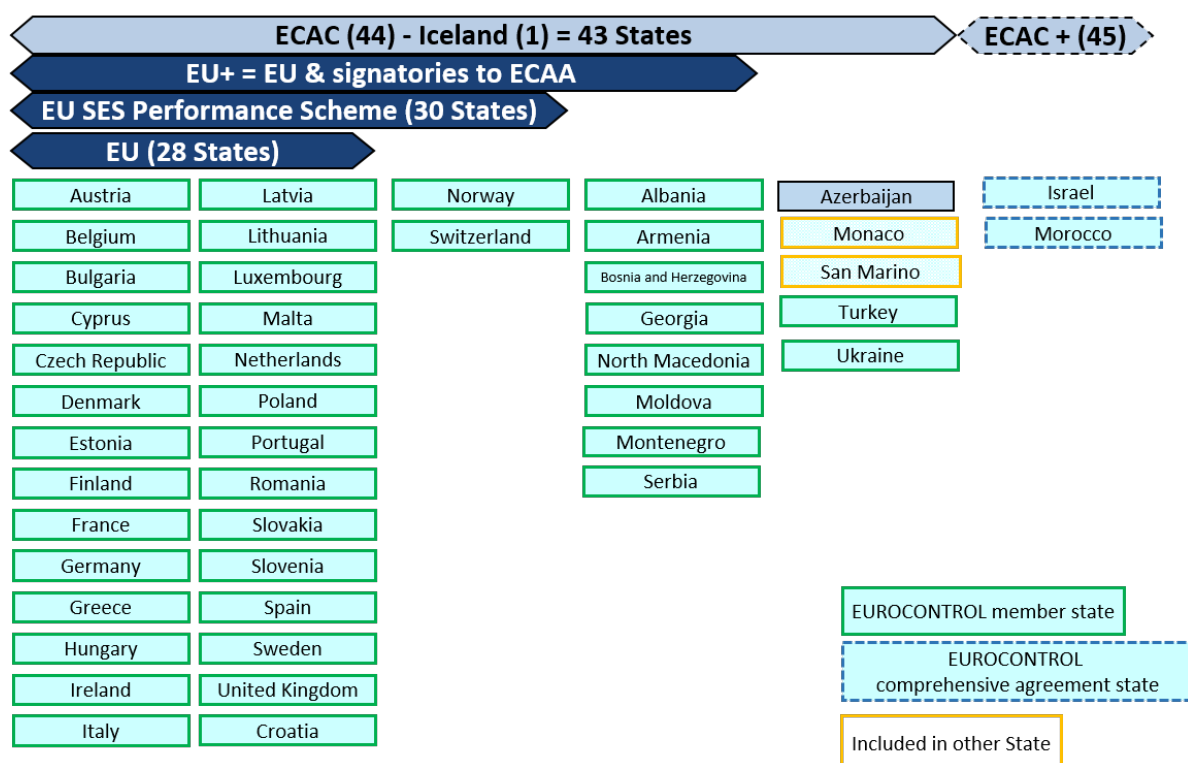 ECAC (44) - Iceland (1) = 43 States
ECAC + (45)
EU+ = EU & signatories to ECAA
EU SES Performance Scheme (30 States)
EU (28 States)
Austria
Belgium
Bulgaria
Cyprus
Czech Republic
Denmark
Estonia
Finland
France
Germany
Greece
Hungary
Ireland
Italy
Latvia
Lithuania
Luxembourg
Malta
Netherlands
Poland
Portugal
Romania
Slovakia
Slovenia
Spain
Sweden
United Kingdom
Croatia
Norway
Switzerland
Albania
Armenia
Bosnia and Herzegovina
Georgia
North Macedonia
Moldova
Montenegro
Serbia
Azerbaijan
Monaco
San Marino
Turkey
Ukraine
Israel
Morocco
EUROCONTROL member state
EUROCONTROL
comprehensive agreement state
Included in other State